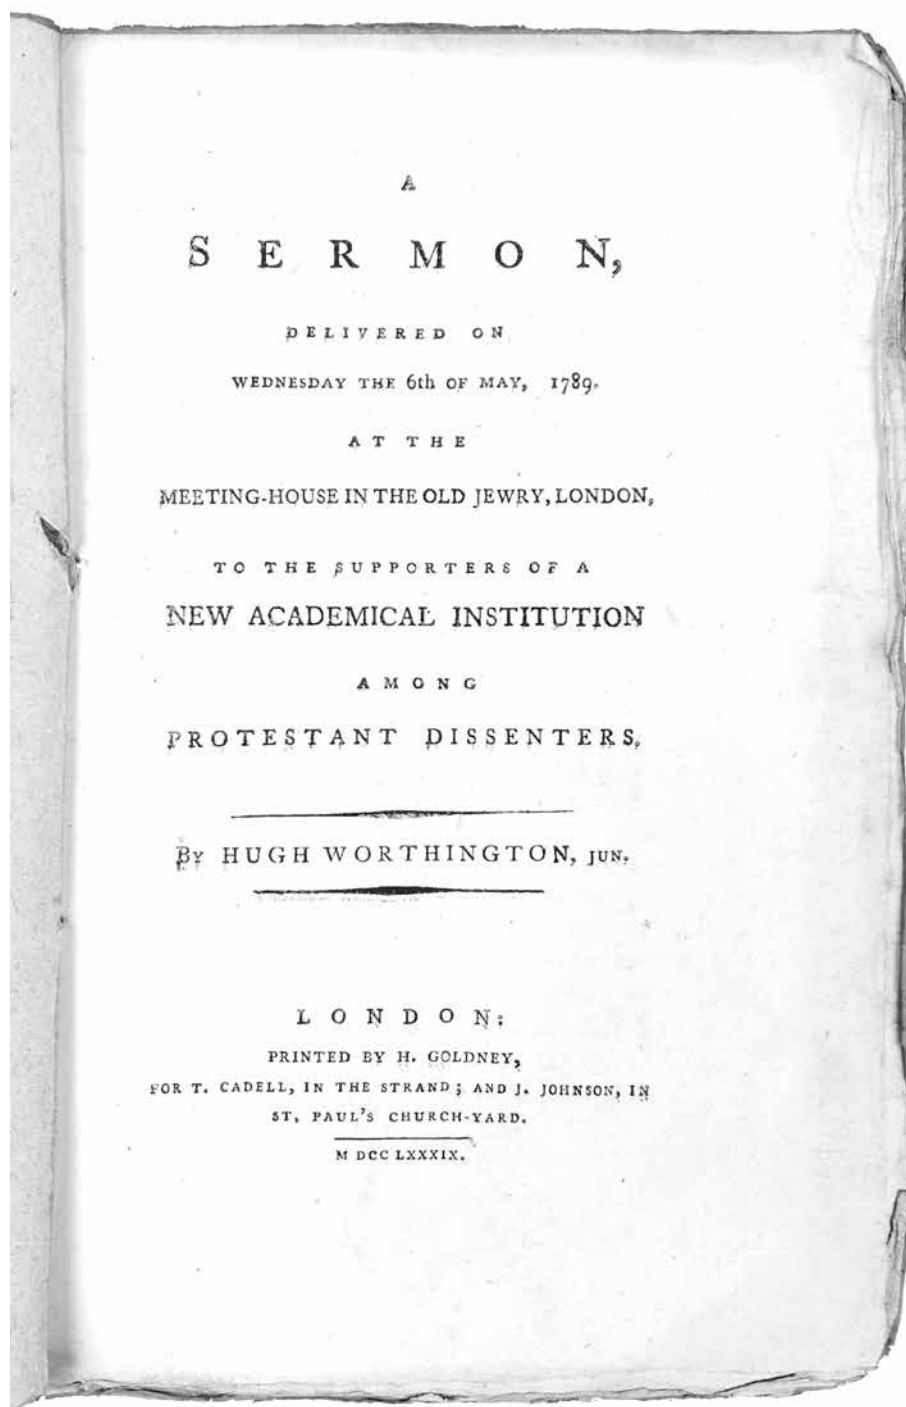 A
SERMON,
DELIVERED ON
WEDNESDAY THE 6th OF MAY, 1789.
AT THE
MEETING-HOUSE IN THE OLD JEWRY, LONDON,
TO THE SUPPORTERS OF A
NEW ACADEMICAL INSTITUTION
AMONG
PROTESTANT DISSENTERS.
By HUGH WORTHINGTON, JUN.
LONDON:
PRINTED BY H. GOLDNEY,
FOR T. CADELL, IN THE STRAND; AND J. JOHNSON, IN
ST. PAUL'S CHURCH-YARD.
M DCC LXXXIX.